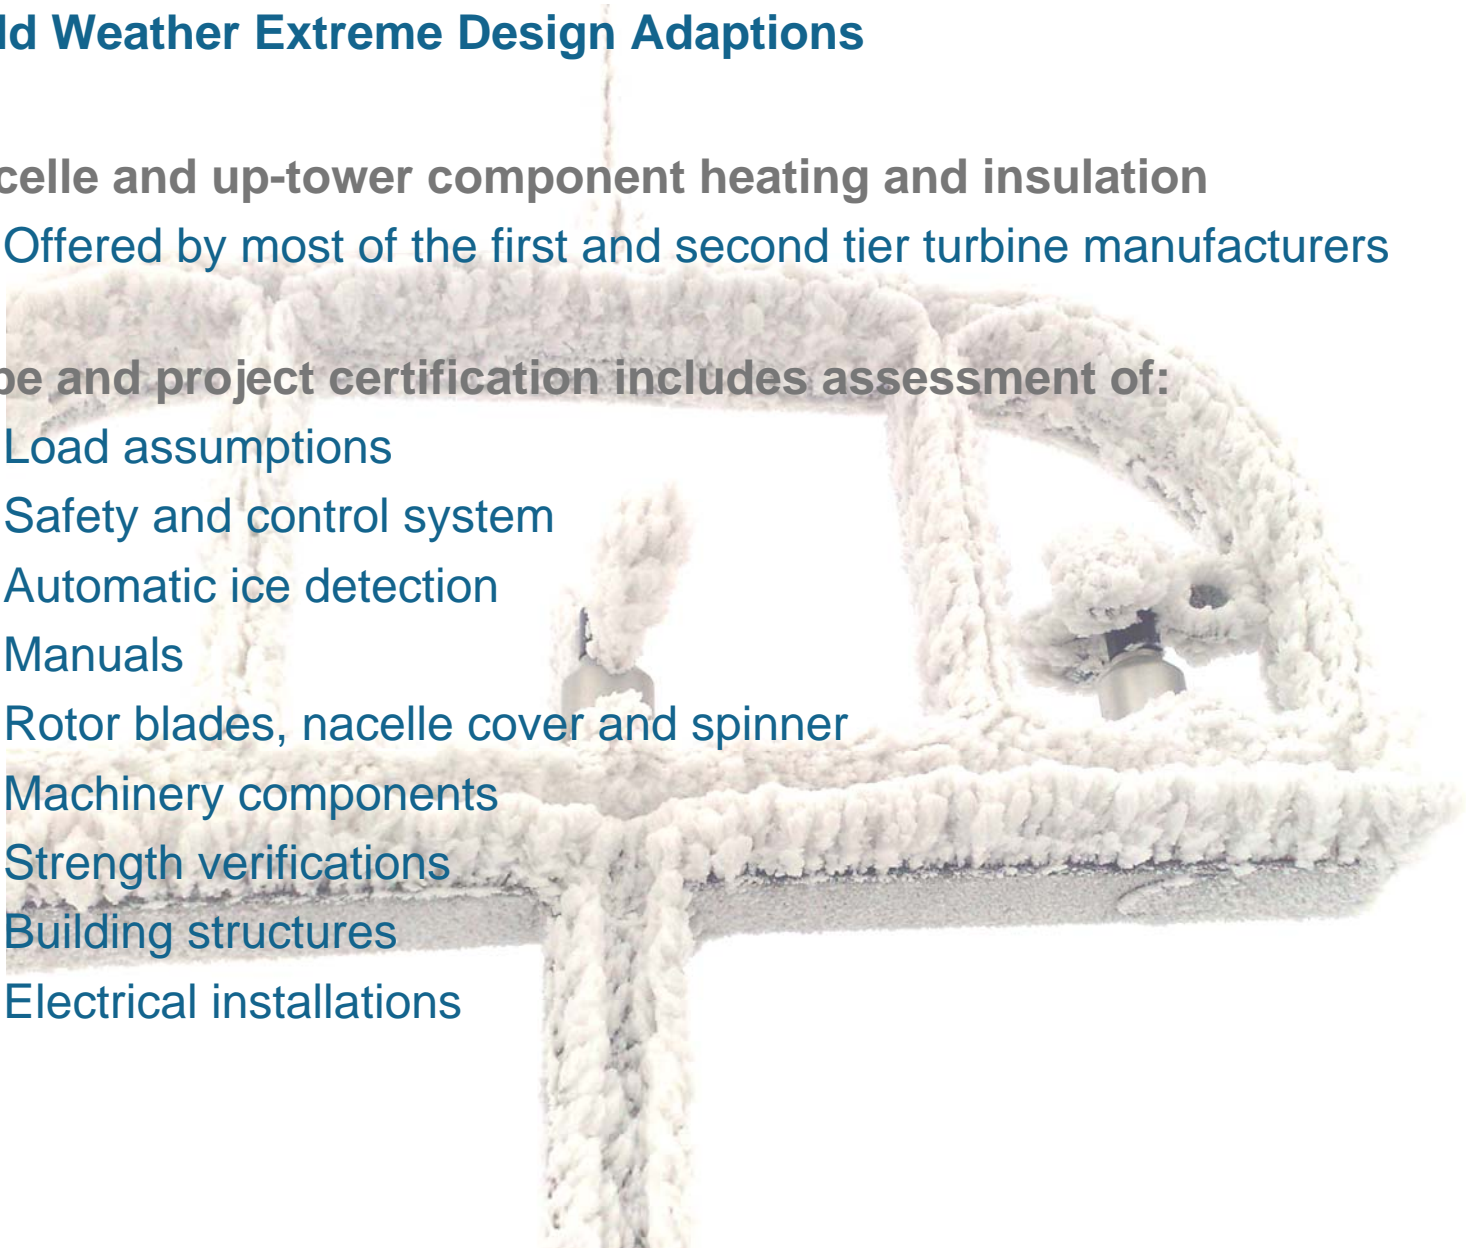 ld Weather Extreme Design Adaptions
celle and up-tower component heating and insulation
Offered by most of the first and second tier turbine manufacturers
pe and project certification includes assessment of:
Load assumptions
Safety and control system
Automatic ice detection
Manuals
Rotor blades, nacelle cover and spinner
Machinery components
Strength verifications
Building structures
Electrical installations